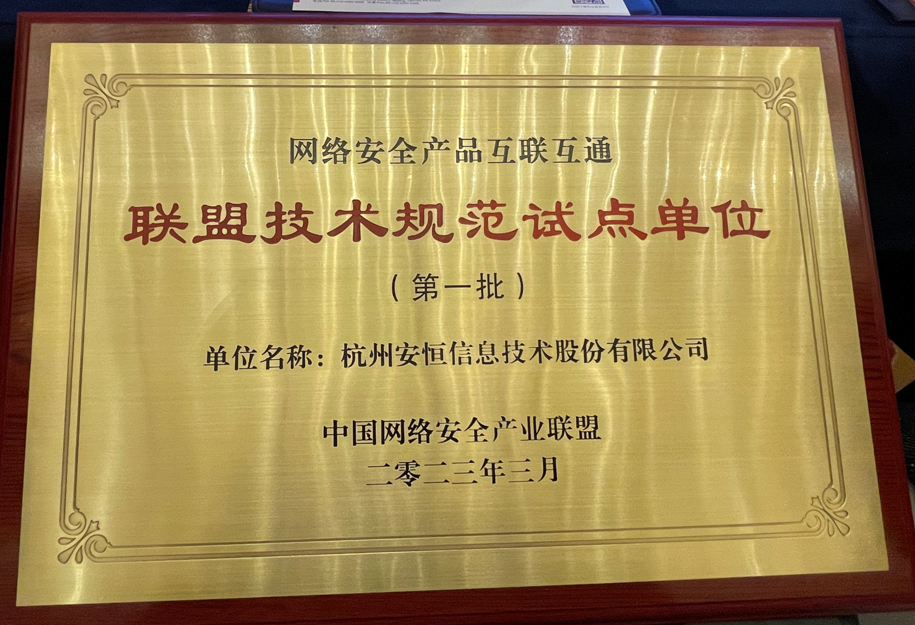 网络安全产品互联互通
联盟技术规范试点单位
（第一批）
单位名称：杭州安恒信息技术股份有限公司
中国网络安全产业联盟
二零二三年三月